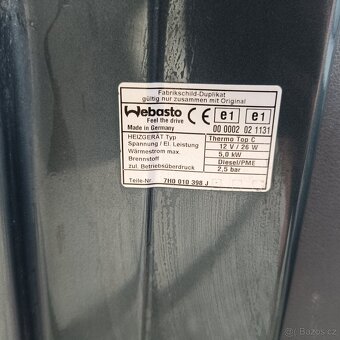 Fabrikschild-Duplikat
gültig nur zusammen mit Original
Webasto CE e1 e1
Feel the drive
Made in Germany 00 0002 02 1131
HEIZGERÄT Typ Thermo Top C
Spannung / El. Leistung 12 V / 26 W
Wärmestrom max. 5,0 kW
Brennstoff Diesel/PME
zul. Betriebsüberdruck 2,5 bar
Teile-Nr. 7H0 010 398 J